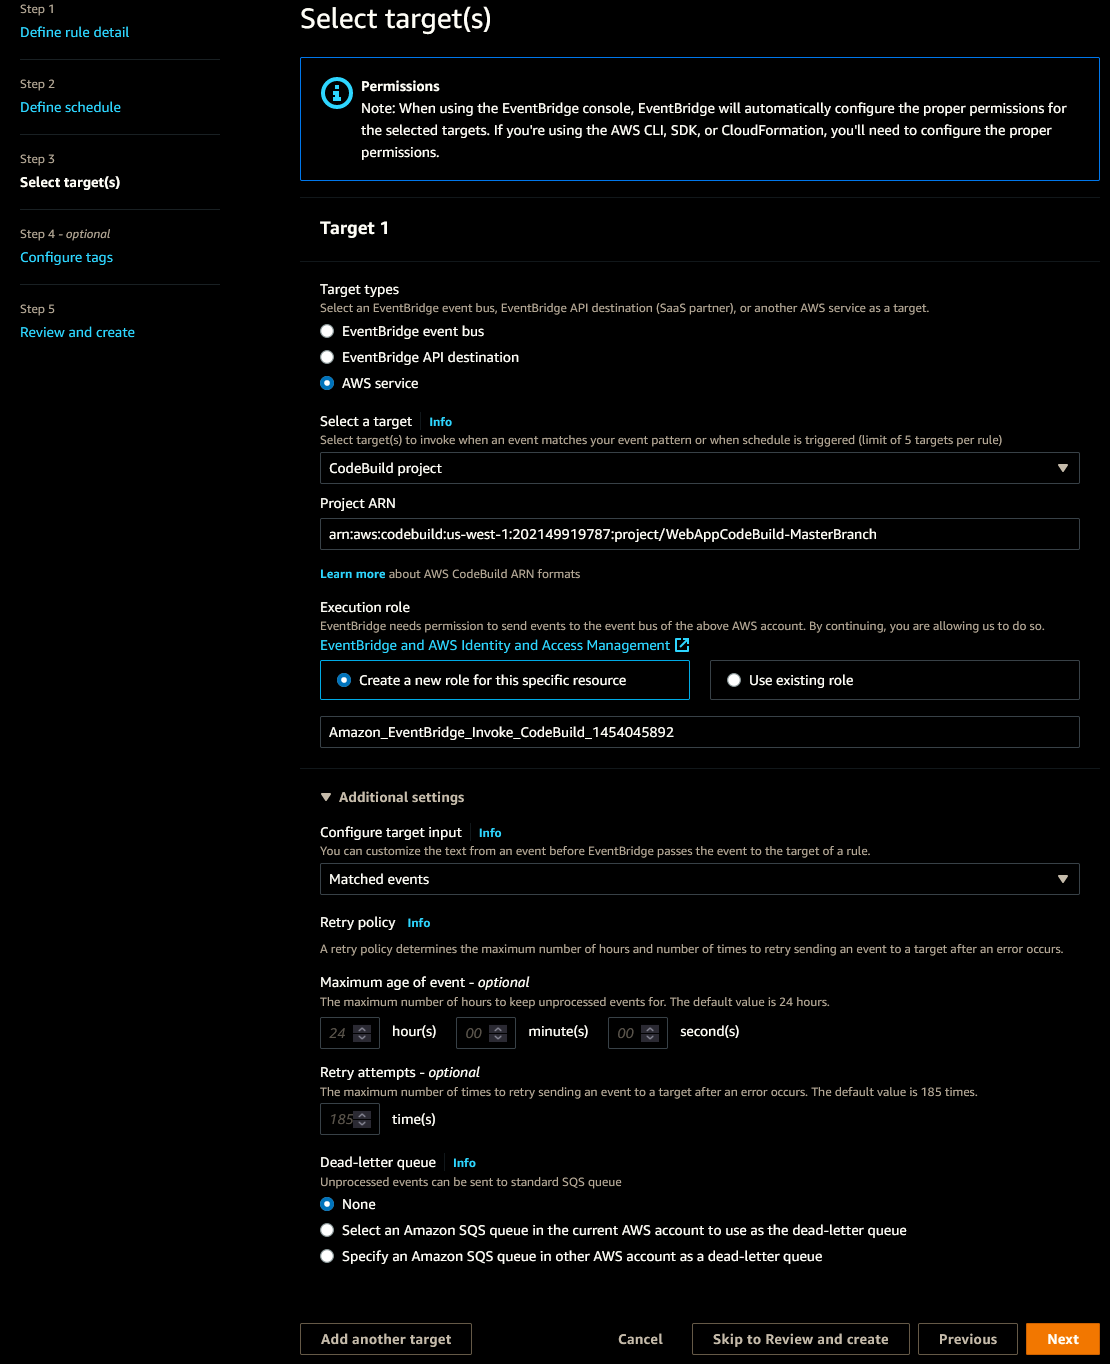 Step 1
Define rule detail
Step 2
Define schedule
Step 3
Select target(s)
Step 4 - optional
Configure tags
Step 5
Review and create
Select target(s)
Permissions
Note: When using the EventBridge console, EventBridge will automatically configure the proper permissions for
the selected targets. If you're using the AWS CLI, SDK, or CloudFormation, you'll need to configure the proper
permissions.
Target 1
Target types
Select an EventBridge event bus, EventBridge API destination (SaaS partner), or another AWS service as a target.
EventBridge event bus
EventBridge API destination
AWS service
Select a target Info
Select target(s) to invoke when an event matches your event pattern or when schedule is triggered (limit of 5 targets per rule)
CodeBuild project
Project ARN
arn:aws:codebuild:us-west-1:202149919787:project/WebAppCodeBuild-MasterBranch
Learn more about AWS CodeBuild ARN formats
Execution role
EventBridge needs permission to send events to the event bus of the above AWS account. By continuing, you are allowing us to do so.
EventBridge and AWS Identity and Access Management
Create a new role for this specific resource
Use existing role
Amazon_EventBridge_Invoke_CodeBuild_1454045892
Additional settings
Configure target input Info
You can customize the text from an event before EventBridge passes the event to the target of a rule.
Matched events
Retry policy Info
A retry policy determines the maximum number of hours and number of times to retry sending an event to a target after an error occurs.
Maximum age of event - optional
The maximum number of hours to keep unprocessed events for. The default value is 24 hours.
24 hour(s) 00 minute(s) 00 second(s)
Retry attempts - optional
The maximum number of times to retry sending an event to a target after an error occurs. The default value is 185 times.
185 time(s)
Dead-letter queue Info
Unprocessed events can be sent to standard SQS queue
None
Select an Amazon SQS queue in the current AWS account to use as the dead-letter queue
Specify an Amazon SQS queue in other AWS account as a dead-letter queue
Add another target Cancel Skip to Review and create Previous Next